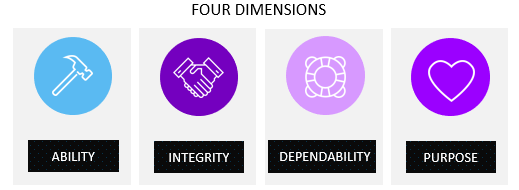 FOUR DIMENSIONS
ABILITY
INTEGRITY
DEPENDABILITY
PURPOSE